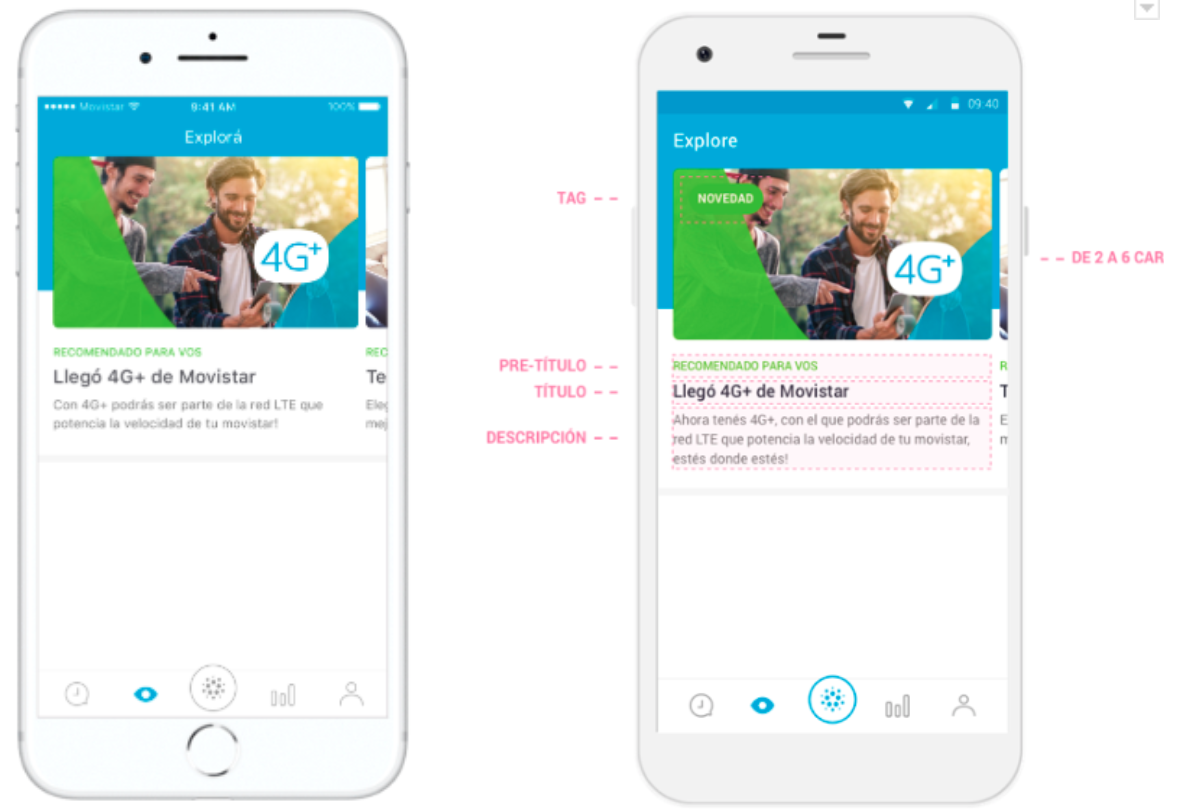 Movistar 9:41 AM 100%
Explorá
4G+
RECOMENDADO PARA VOS
Llegó 4G+ de Movistar
Con 4G+ podrás ser parte de la red LTE que
potencia la velocidad de tu movistar!
REC
Te
Eleg
mej
TAG
PRE-TÍTULO
TÍTULO
DESCRIPCIÓN
09:40
Explore
NOVEDAD
4G+
RECOMENDADO PARA VOS
Llegó 4G+ de Movistar
Ahora tenés 4G+, con el que podrás ser parte de la
red LTE que potencia la velocidad de tu movistar,
estés donde estés!
R
T
E
m
DE 2 A 6 CAR